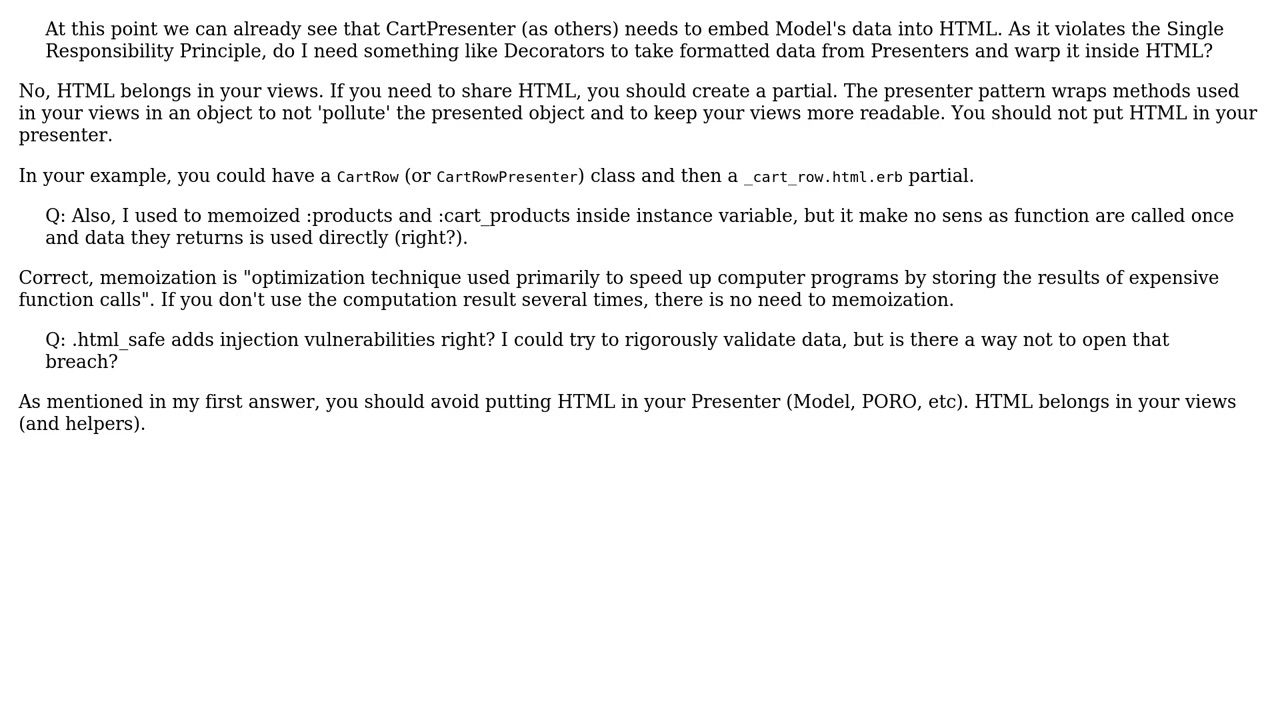 At this point we can already see that CartPresenter (as others) needs to embed Model's data into HTML. As it violates the Single
Responsibility Principle, do I need something like Decorators to take formatted data from Presenters and warp it inside HTML?
No, HTML belongs in your views. If you need to share HTML, you should create a partial. The presenter pattern wraps methods used
in your views in an object to not 'pollute' the presented object and to keep your views more readable. You should not put HTML in your
presenter.
In your example, you could have a CartRow (or CartRowPresenter) class and then a _cart_row.html.erb partial.
Q: Also, I used to memoized :products and :cart_products inside instance variable, but it make no sens as function are called once
and data they returns is used directly (right?).
Correct, memoization is "optimization technique used primarily to speed up computer programs by storing the results of expensive
function calls". If you don't use the computation result several times, there is no need to memoization.
Q: .html_safe adds injection vulnerabilities right? I could try to rigorously validate data, but is there a way not to open that
breach?
As mentioned in my first answer, you should avoid putting HTML in your Presenter (Model, PORO, etc). HTML belongs in your views
(and helpers).